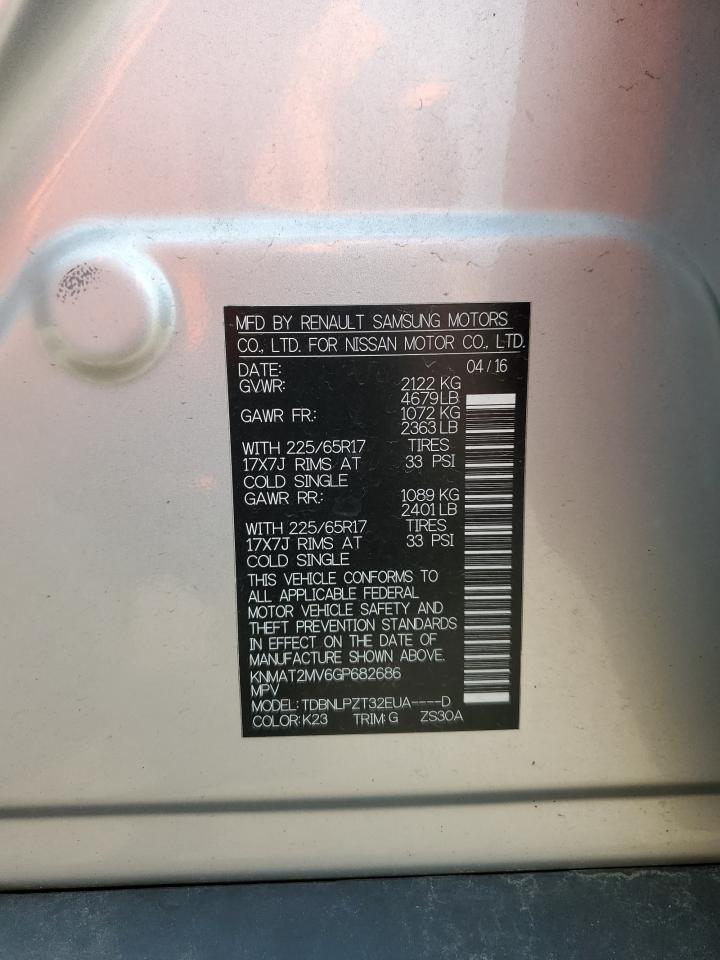 MFD BY RENAULT SAMSUNG MOTORS
CO., LTD. FOR NISSAN MOTOR CO., LTD.
DATE: 04 / 16
GVWR: 2122 KG
4679 LB
GAWR FR.: 1072 KG
2363 LB
WITH 225/65R17 TIRES
17X7J RIMS AT 33 PSI
COLD SINGLE
GAWR RR.: 1089 KG
2401 LB
WITH 225/65R17 TIRES
17X7J RIMS AT 33 PSI
COLD SINGLE
THIS VEHICLE CONFORMS TO
ALL APPLICABLE FEDERAL
MOTOR VEHICLE SAFETY AND
THEFT PREVENTION STANDARDS
IN EFFECT ON THE DATE OF
MANUFACTURE SHOWN ABOVE.
KNMAT2MV6GP682686
MPV
MODEL: TDBNLPZT32EUA----D
COLOR: K23 TRIM: G ZS30A